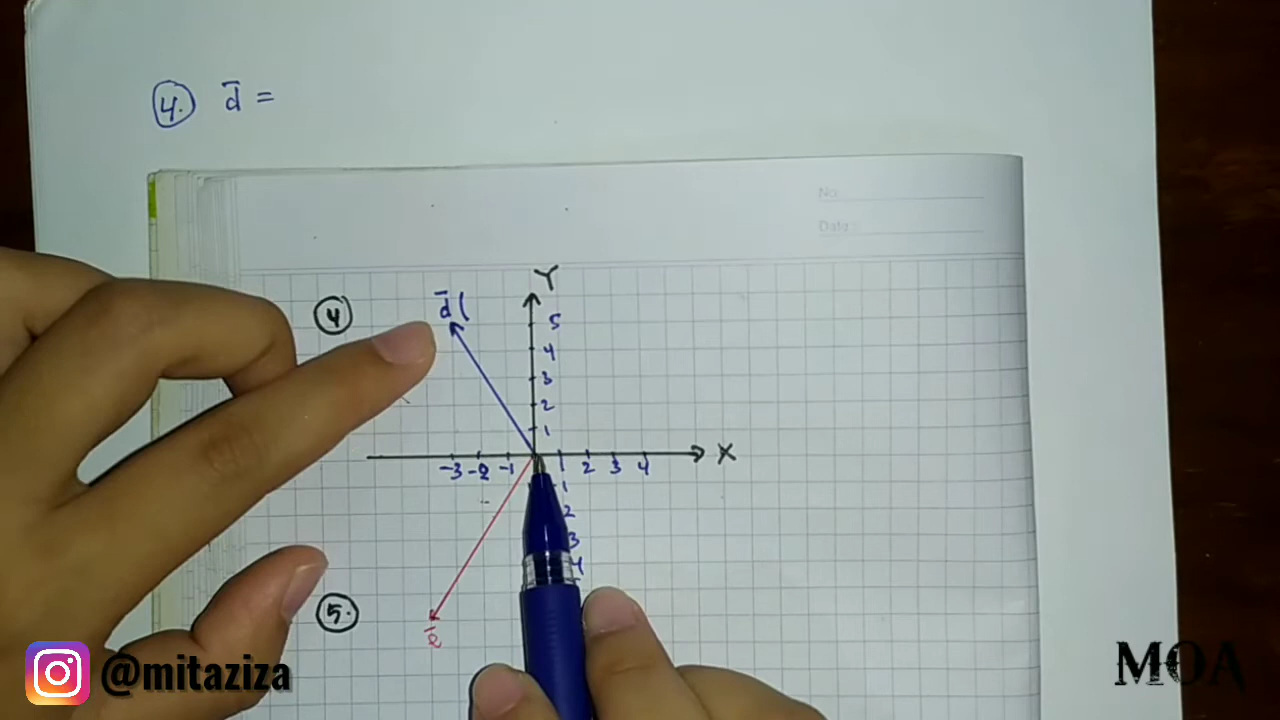 4. d̅ =
No.
Date
Y
4
d̅ (
5
4
3
2
1
-3 -2 -1 1 2 3 4 X
-1
2
3
4
5.
@mitaziza
MOA